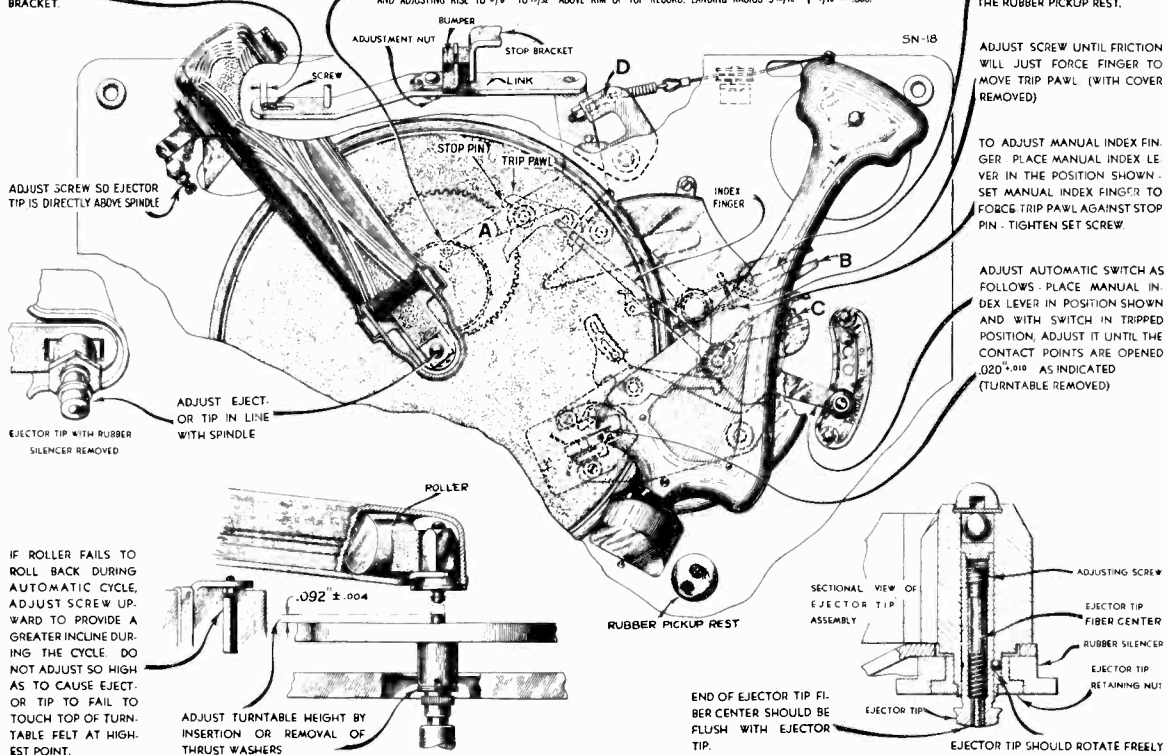 BRACKET.
AND ADJUSTING RISE TO
ABOVE RIM OF TOP RECORD. LANDING RADIUS
THE RUBBER PICKUP REST.
BUMPER
ADJUSTMENT NUT
STOP BRACKET
SN-18
SCREW
LINK
D
ADJUST SCREW UNTIL FRICTION
WILL JUST FORCE FINGER TO
MOVE TRIP PAWL (WITH COVER
REMOVED)
STOP PIN
TRIP PAWL
INDEX
FINGER
ADJUST SCREW SO EJECTOR
TIP IS DIRECTLY ABOVE SPINDLE
TO ADJUST MANUAL INDEX FIN-
GER - PLACE MANUAL INDEX LE-
VER IN THE POSITION SHOWN -
SET MANUAL INDEX FINGER TO
FORCE TRIP PAWL AGAINST STOP
PIN - TIGHTEN SET SCREW.
A
B
C
ADJUST AUTOMATIC SWITCH AS
FOLLOWS - PLACE MANUAL IN-
DEX LEVER IN POSITION SHOWN
AND WITH SWITCH IN TRIPPED
POSITION, ADJUST IT UNTIL THE
CONTACT POINTS ARE OPENED
.020"±.010 AS INDICATED
(TURNTABLE REMOVED)
ADJUST EJECT-
OR TIP IN LINE
WITH SPINDLE
EJECTOR TIP WITH RUBBER
SILENCER REMOVED
ROLLER
IF ROLLER FAILS TO
ROLL BACK DURING
AUTOMATIC CYCLE,
ADJUST SCREW UP-
WARD TO PROVIDE A
GREATER INCLINE DUR-
ING THE CYCLE. DO
NOT ADJUST SO HIGH
AS TO CAUSE EJECT-
OR TIP TO FAIL TO
TOUCH TOP OF TURN-
TABLE FELT AT HIGH-
EST POINT.
.092"±.004
ADJUST TURNTABLE HEIGHT BY
INSERTION OR REMOVAL OF
THRUST WASHERS
RUBBER PICKUP REST
SECTIONAL VIEW OF
EJECTOR TIP
ASSEMBLY
ADJUSTING SCREW
EJECTOR TIP
FIBER CENTER
RUBBER SILENCER
EJECTOR TIP
RETAINING NUT
EJECTOR TIP
END OF EJECTOR TIP FI-
BER CENTER SHOULD BE
FLUSH WITH EJECTOR
TIP.
EJECTOR TIP SHOULD ROTATE FREELY